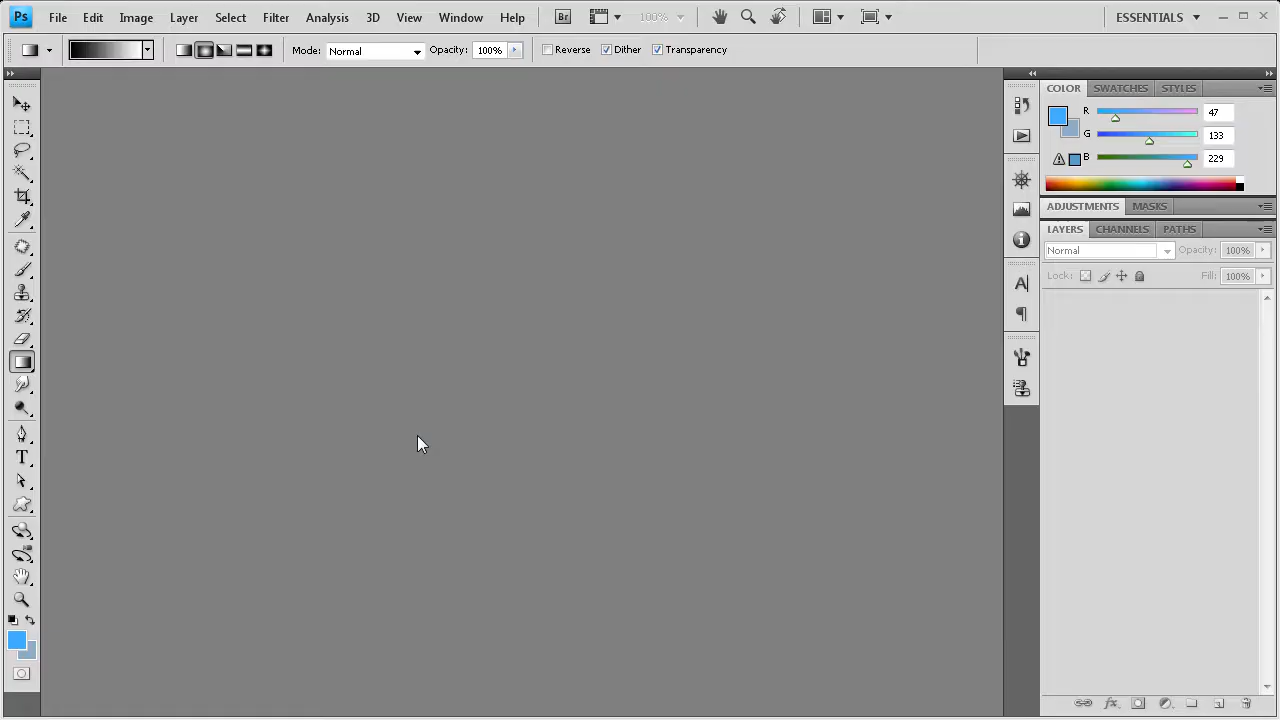 Ps File Edit Image Layer Select Filter Analysis 3D View Window Help Br 100% ESSENTIALS
Mode: Normal Opacity: 100% Reverse Dither Transparency
COLOR SWATCHES STYLES
R 47
G 133
B 229
ADJUSTMENTS MASKS
LAYERS CHANNELS PATHS
Normal Opacity: 100%
Lock: Fill: 100%